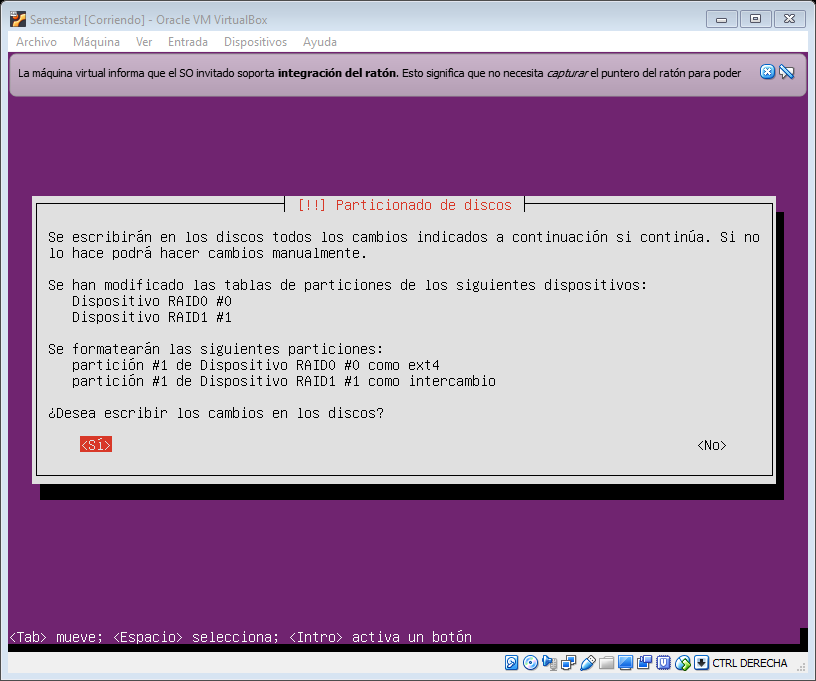 Semestarl [Corriendo] - Oracle VM VirtualBox
Archivo Máquina Ver Entrada Dispositivos Ayuda
La máquina virtual informa que el SO invitado soporta integración del ratón. Esto significa que no necesita capturar el puntero del ratón para poder
[!!] Particionado de discos
Se escribirán en los discos todos los cambios indicados a continuación si continúa. Si no
lo hace podrá hacer cambios manualmente.
Se han modificado las tablas de particiones de los siguientes dispositivos:
Dispositivo RAID0 #0
Dispositivo RAID1 #1
Se formatearán las siguientes particiones:
partición #1 de Dispositivo RAID0 #0 como ext4
partición #1 de Dispositivo RAID1 #1 como intercambio
¿Desea escribir los cambios en los discos?
<Sí> <No>
<Tab> mueve; <Espacio> selecciona; <Intro> activa un botón
CTRL DERECHA